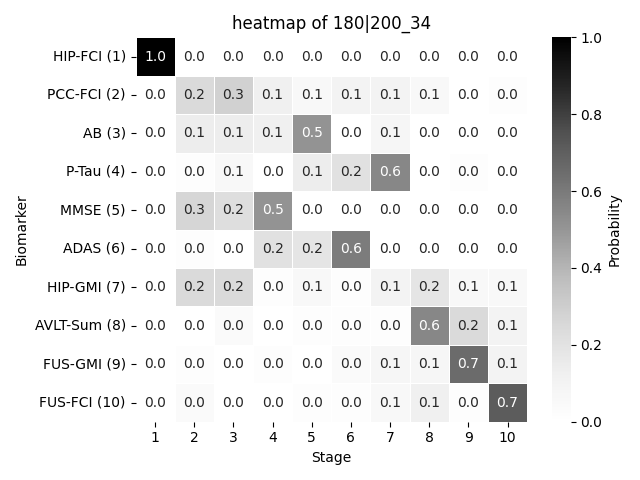 heatmap of 180|200_34
HIP-FCI (1) 1.0 0.0 0.0 0.0 0.0 0.0 0.0 0.0 0.0 0.0
PCC-FCI (2) 0.0 0.2 0.3 0.1 0.1 0.1 0.1 0.1 0.0 0.0
AB (3) 0.0 0.1 0.1 0.1 0.5 0.0 0.1 0.0 0.0 0.0
P-Tau (4) 0.0 0.0 0.1 0.0 0.1 0.2 0.6 0.0 0.0 0.0
MMSE (5) 0.0 0.3 0.2 0.5 0.0 0.0 0.0 0.0 0.0 0.0
ADAS (6) 0.0 0.0 0.0 0.2 0.2 0.6 0.0 0.0 0.0 0.0
HIP-GMI (7) 0.0 0.2 0.2 0.0 0.1 0.0 0.1 0.2 0.1 0.1
AVLT-Sum (8) 0.0 0.0 0.0 0.0 0.0 0.0 0.0 0.6 0.2 0.1
FUS-GMI (9) 0.0 0.0 0.0 0.0 0.0 0.0 0.1 0.1 0.7 0.1
FUS-FCI (10) 0.0 0.0 0.0 0.0 0.0 0.0 0.1 0.1 0.0 0.7
1 2 3 4 5 6 7 8 9 10
Stage
Biomarker
1.0
0.8
0.6
0.4
0.2
0.0
Probability